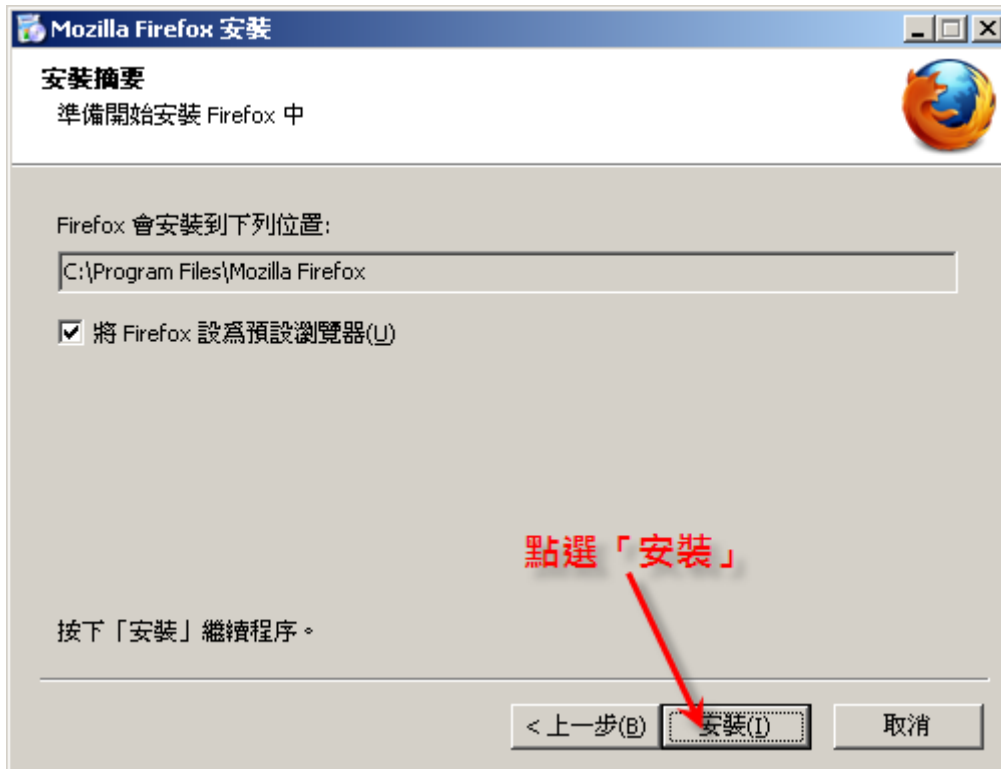 Mozilla Firefox 安裝
安裝摘要
準備開始安裝 Firefox 中
Firefox 會安裝到下列位置:
C:\Program Files\Mozilla Firefox
將 Firefox 設為預設瀏覽器(U)
點選「安裝」
按下「安裝」繼續程序。
< 上一步(B) 安裝(I) 取消